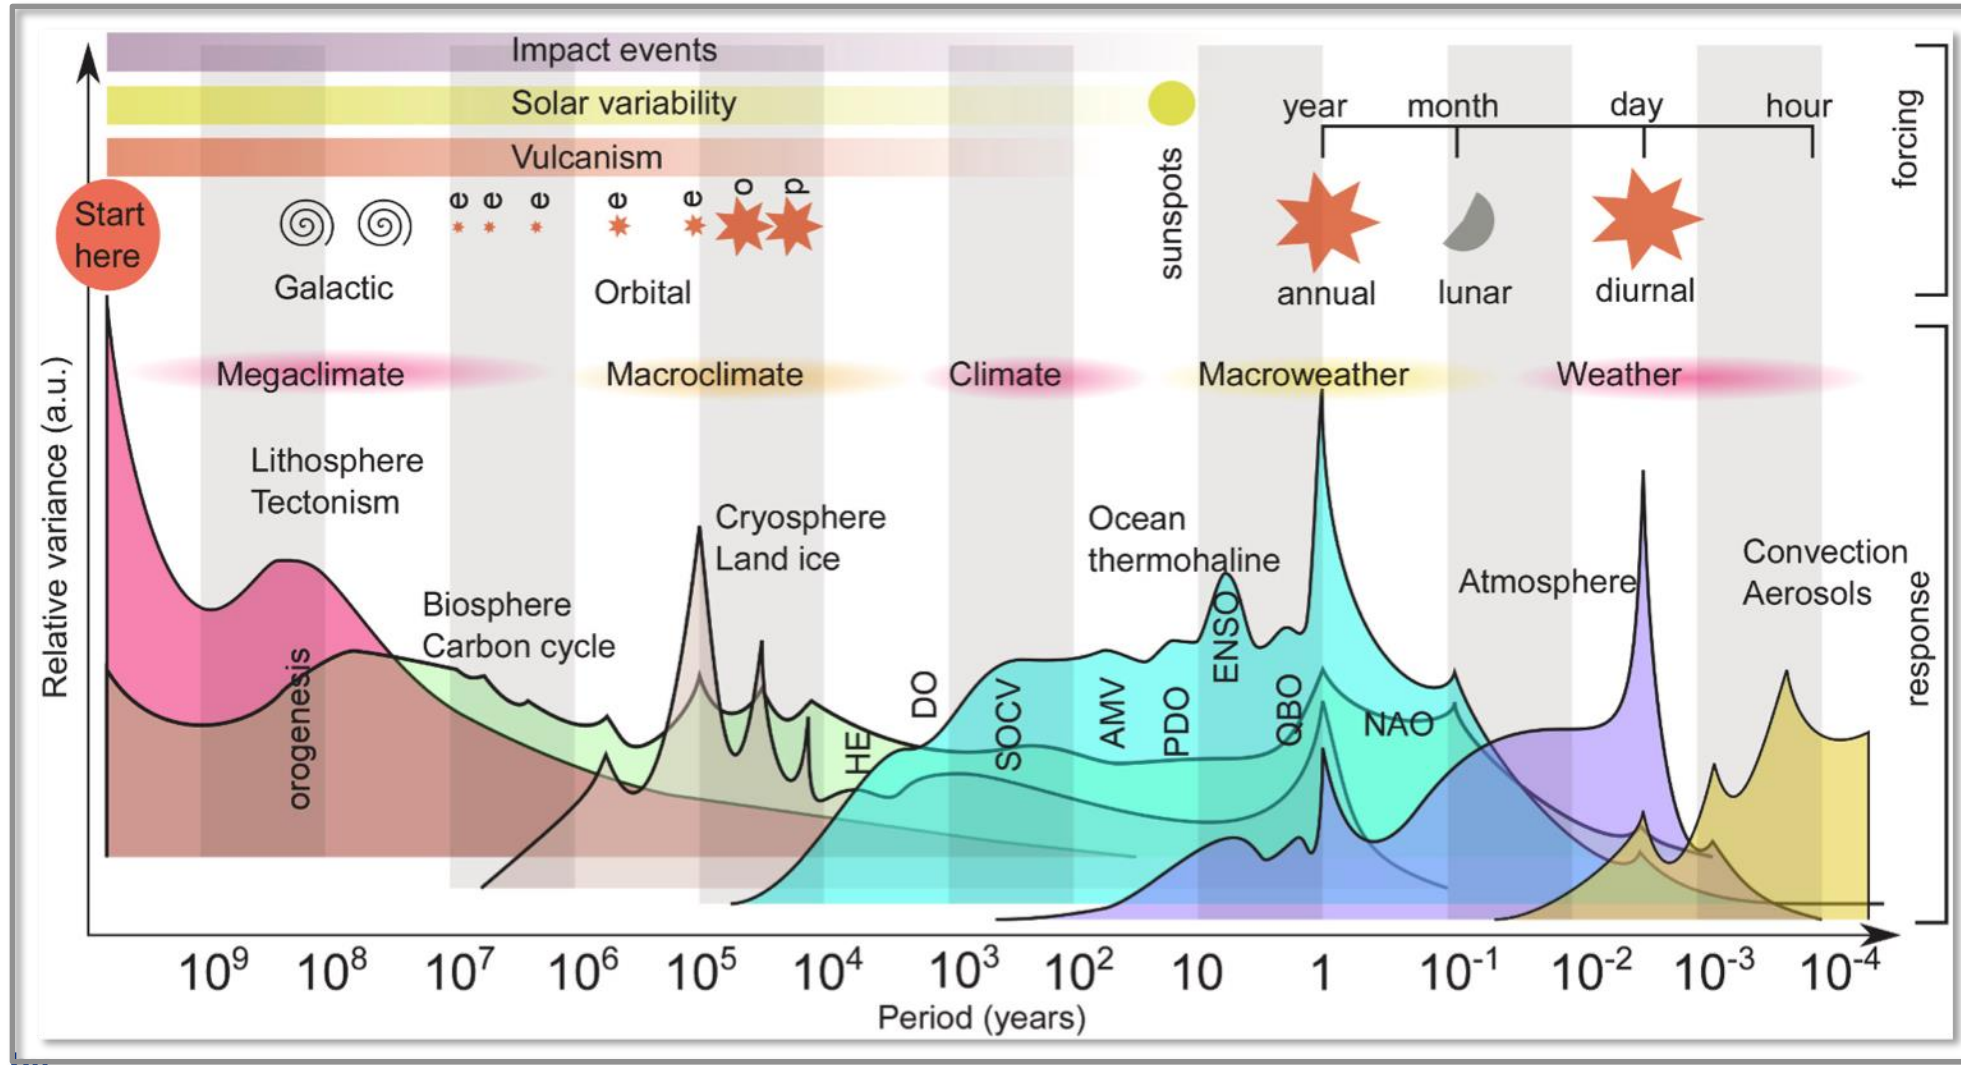 Impact events
Solar variability
Vulcanism
year month day hour
forcing
Start
here
e e e e e o p
sunspots
Galactic
Orbital
annual lunar diurnal
Megaclimate Macroclimate Climate Macroweather Weather
Relative variance (a.u.)
response
Lithosphere
Tectonism
Cryosphere
Land ice
Ocean
thermohaline
Atmosphere
Convection
Aerosols
Biosphere
Carbon cycle
orogenesis
HE
DO
SOCV
AMV
PDO
ENSO
QBO
NAO
10⁹ 10⁸ 10⁷ 10⁶ 10⁵ 10⁴ 10³ 10² 10 1 10⁻¹ 10⁻² 10⁻³ 10⁻⁴
Period (years)